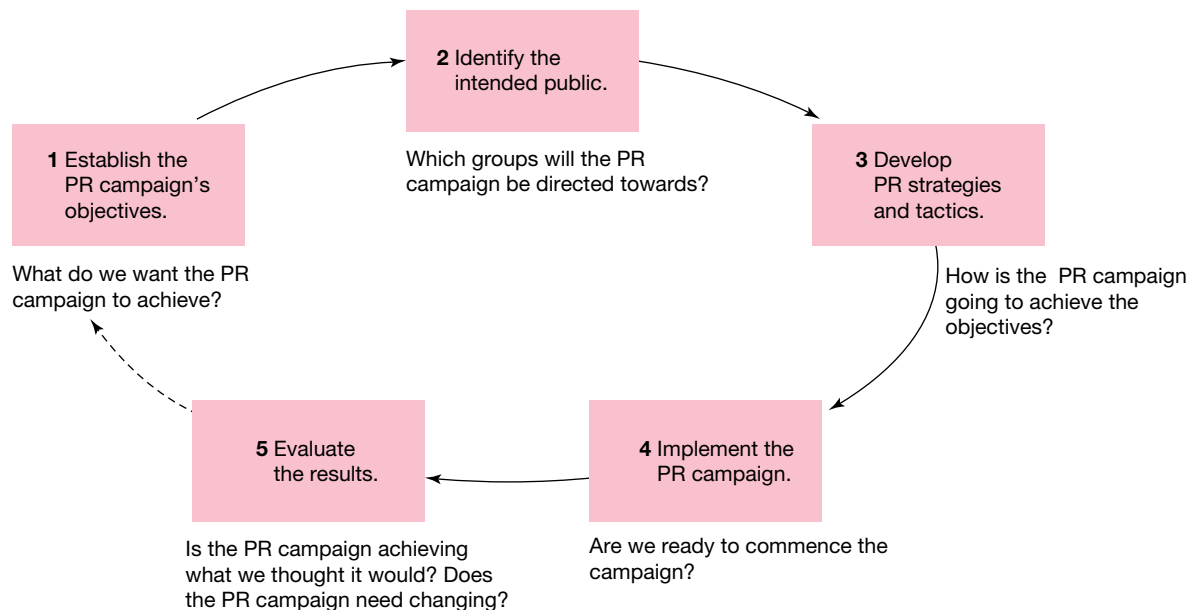 1 Establish the
PR campaign’s
objectives.
What do we want the PR
campaign to achieve?
2 Identify the
intended public.
Which groups will the PR
campaign be directed towards?
3 Develop
PR strategies
and tactics.
How is the PR campaign
going to achieve the
objectives?
4 Implement the
PR campaign.
Are we ready to commence the
campaign?
5 Evaluate
the results.
Is the PR campaign achieving
what we thought it would? Does
the PR campaign need changing?